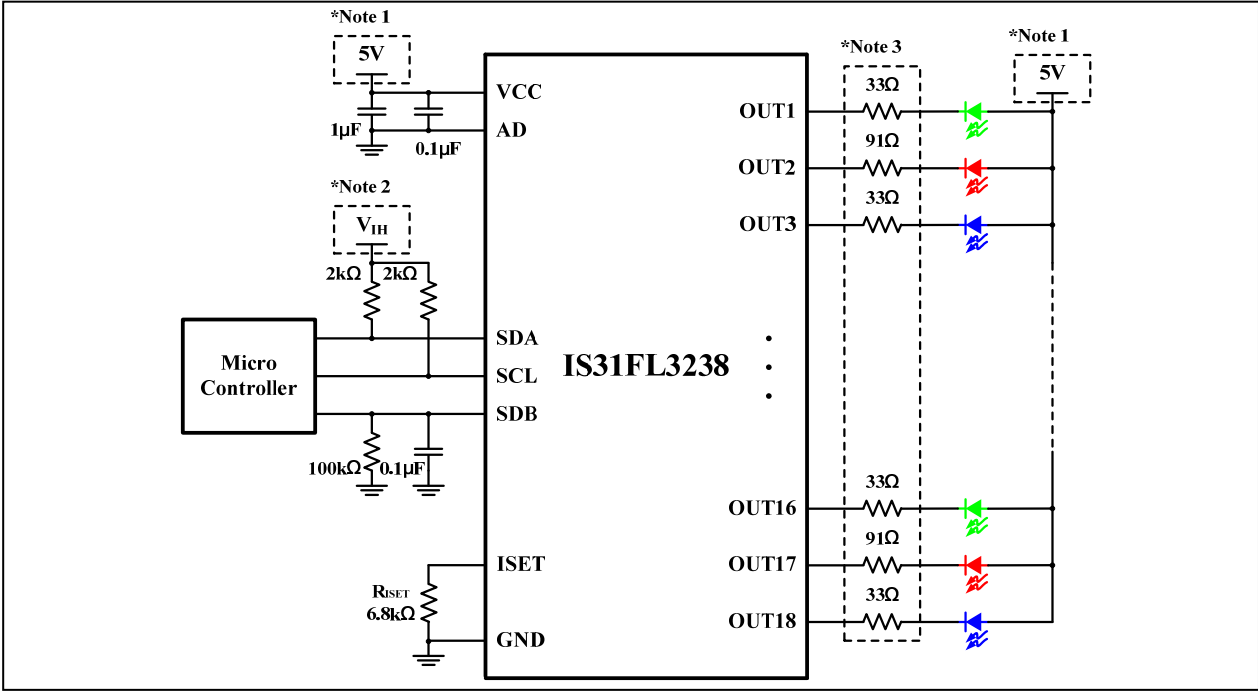 *Note 1
5V
1μF
0.1μF
VCC
AD
*Note 2
VIH
2kΩ 2kΩ
Micro
Controller
SDA
SCL
SDB
100kΩ 0.1μF
RISET
6.8kΩ
ISET
GND
IS31FL3238
*Note 3
*Note 1
5V
OUT1
33Ω
OUT2
91Ω
OUT3
33Ω
OUT16
33Ω
OUT17
91Ω
OUT18
33Ω